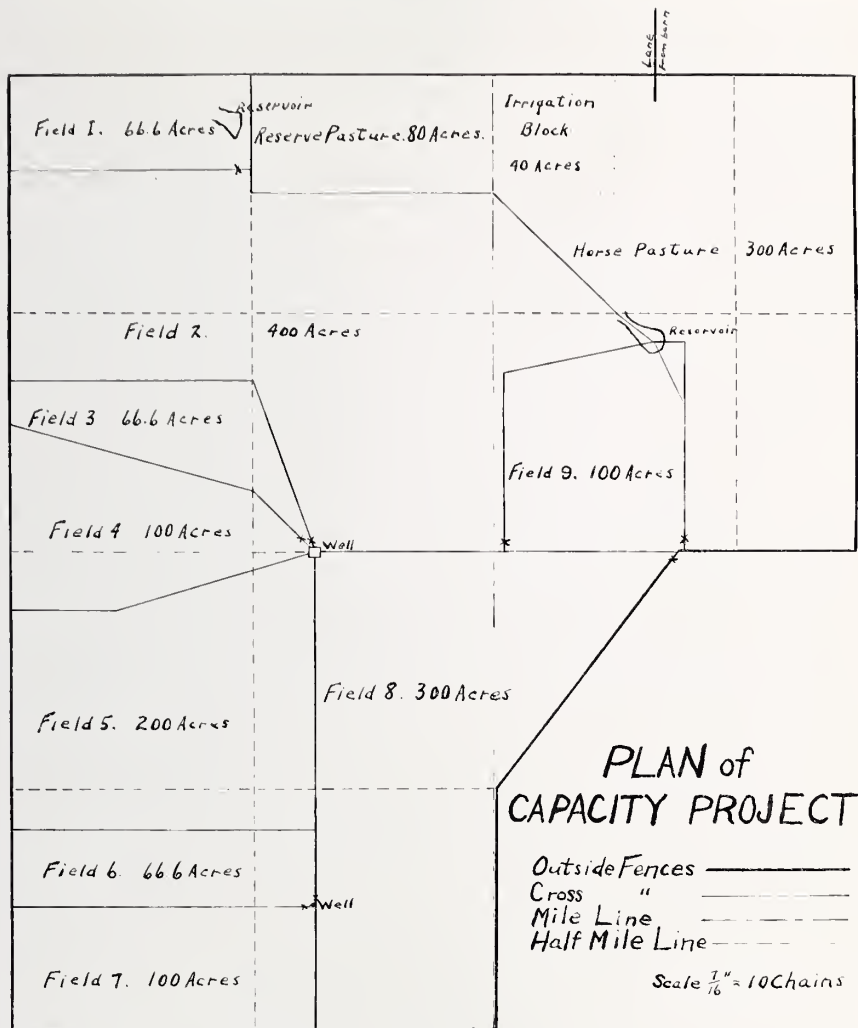 Lane
from barn
Reservoir
Field 1. 66.6 Acres
Reserve Pasture. 80 Acres.
Irrigation
Block
40 Acres
Horse Pasture 300 Acres
Field 2. 400 Acres
Reservoir
Field 3 66.6 Acres
Field 9. 100 Acres
Field 4 100 Acres
Well
Field 8. 300 Acres
Field 5. 200 Acres
PLAN of
CAPACITY PROJECT
Outside Fences
Cross "
Mile Line
Half Mile Line
Scale 7/16" = 10 Chains
Field 6. 66 6 Acres
Well
Field 7. 100 Acres